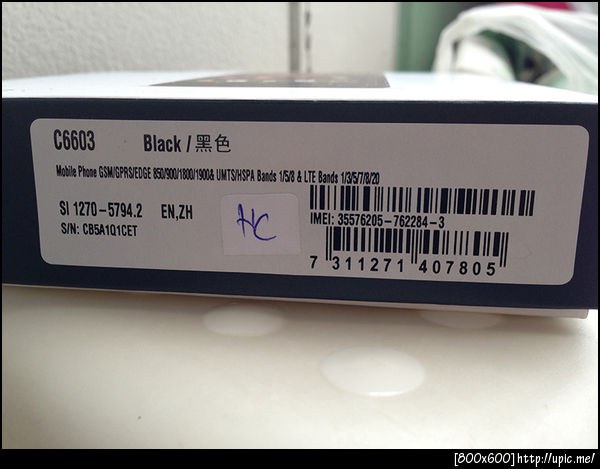 C6603 Black / 黑色
Mobile Phone GSM/GPRS/EDGE 850/900/1800/1900& UMTS/HSPA Bands 1/5/8 & LTE Bands 1/3/5/7/8/20
SI 1270-5794.2 EN,ZH
S/N: CB5A1Q1CET
HC
IMEI: 35576205-762284-3
7 311271 407805
[800x600]http://upic.me/